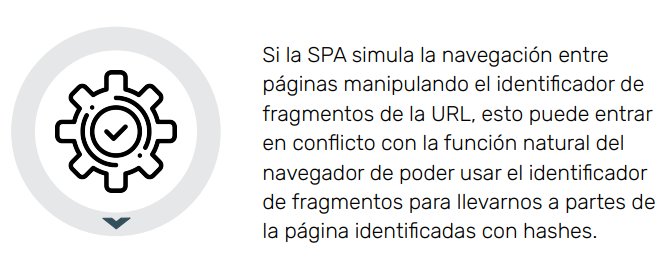 Si la SPA simula la navegación entre
páginas manipulando el identificador de
fragmentos de la URL, esto puede entrar
en conflicto con la función natural del
navegador de poder usar el identificador
de fragmentos para llevarnos a partes de
la página identificadas con hashes.